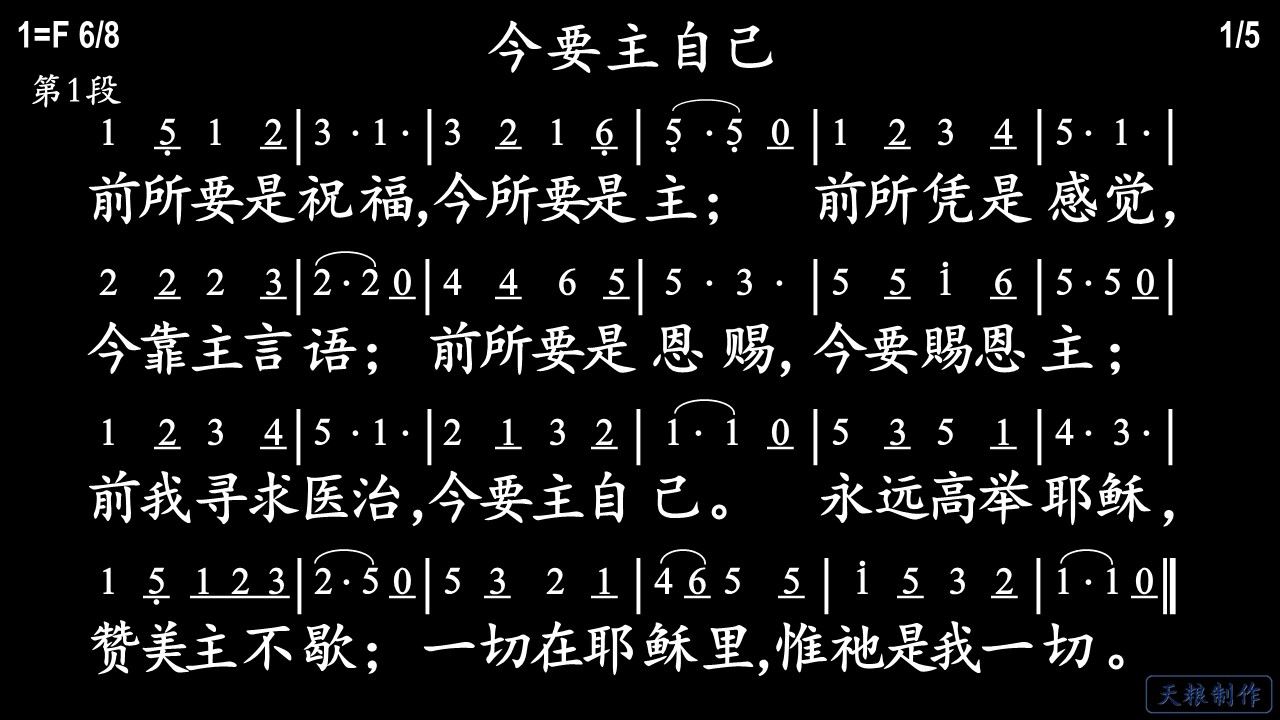 1=F 6/8
今要主自己
1/5
第1段
1 5̣ 1 2 | 3 · 1 · | 3 2 1 6̣ | 5̣ · 5̣ 0 | 1 2 3 4 | 5 · 1 · |
前所要是祝福,今所要是主; 前所凭是感觉,
2 2 2 3 | 2 · 2 0 | 4 4 6 5 | 5 · 3 · | 5 5 i 6 | 5 · 5 0 |
今靠主言语; 前所要是恩赐,今要赐恩主;
1 2 3 4 | 5 · 1 · | 2 1 3 2 | 1 · 1 0 | 5 3 5 1 | 4 · 3 · |
前我寻求医治,今要主自己。 永远高举耶稣,
1 5̣ 1 2 3 | 2 · 5 0 | 5 3 2 1 | 4 6 5 5 | i 5 3 2 | 1 · 1 0 ‖
赞美主不歇; 一切在耶稣里,惟祂是我一切。
天粮制作